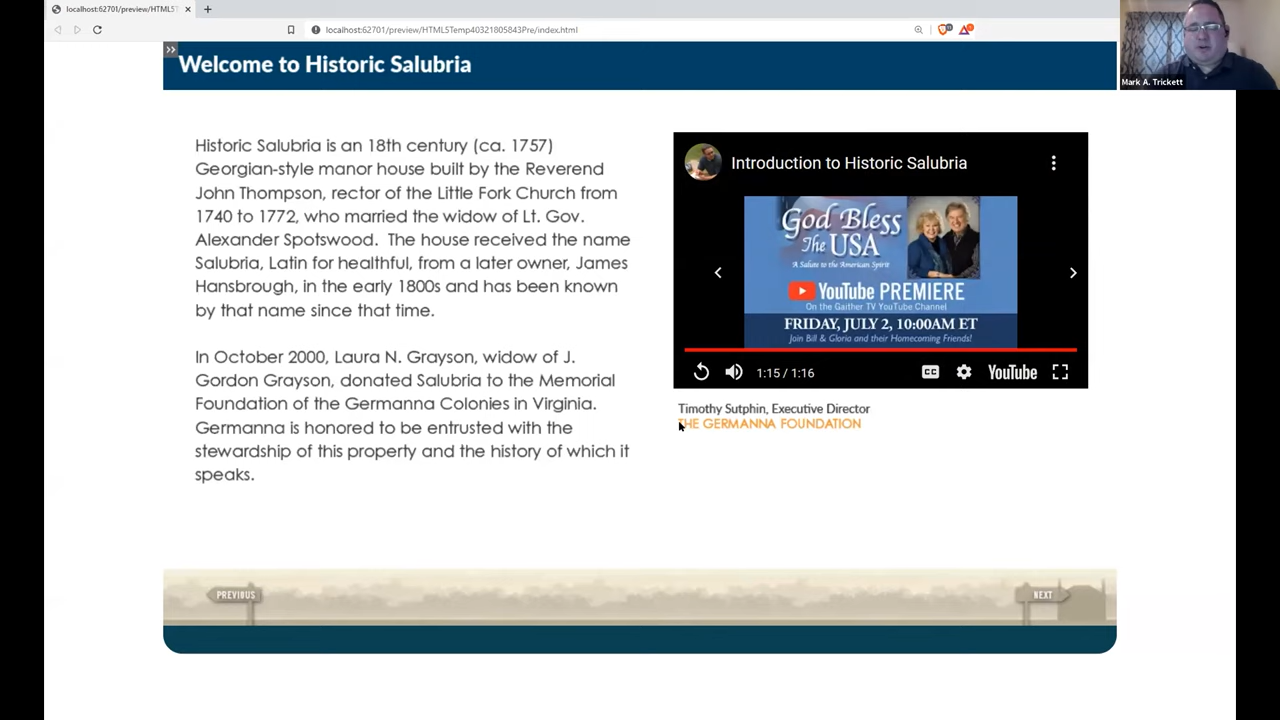 localhost:62701/preview/HTML5T
localhost:62701/preview/HTML5Temp40321805843Pre/index.html
Mark A. Trickett
Welcome to Historic Salubria
Historic Salubria is an 18th century (ca. 1757)
Georgian-style manor house built by the Reverend
John Thompson, rector of the Little Fork Church from
1740 to 1772, who married the widow of Lt. Gov.
Alexander Spotswood. The house received the name
Salubria, Latin for healthful, from a later owner, James
Hansbrough, in the early 1800s and has been known
by that name since that time.
In October 2000, Laura N. Grayson, widow of J.
Gordon Grayson, donated Salubria to the Memorial
Foundation of the Germanna Colonies in Virginia.
Germanna is honored to be entrusted with the
stewardship of this property and the history of which it
speaks.
Introduction to Historic Salubria
God Bless
The USA
A Salute to the American Spirit
YouTube PREMIERE
On the Gaither TV YouTube Channel
FRIDAY, JULY 2, 10:00AM ET
Join Bill & Gloria and their Homecoming Friends!
1:15 / 1:16
CC
YouTube
Timothy Sutphin, Executive Director
THE GERMANNA FOUNDATION
PREVIOUS
NEXT